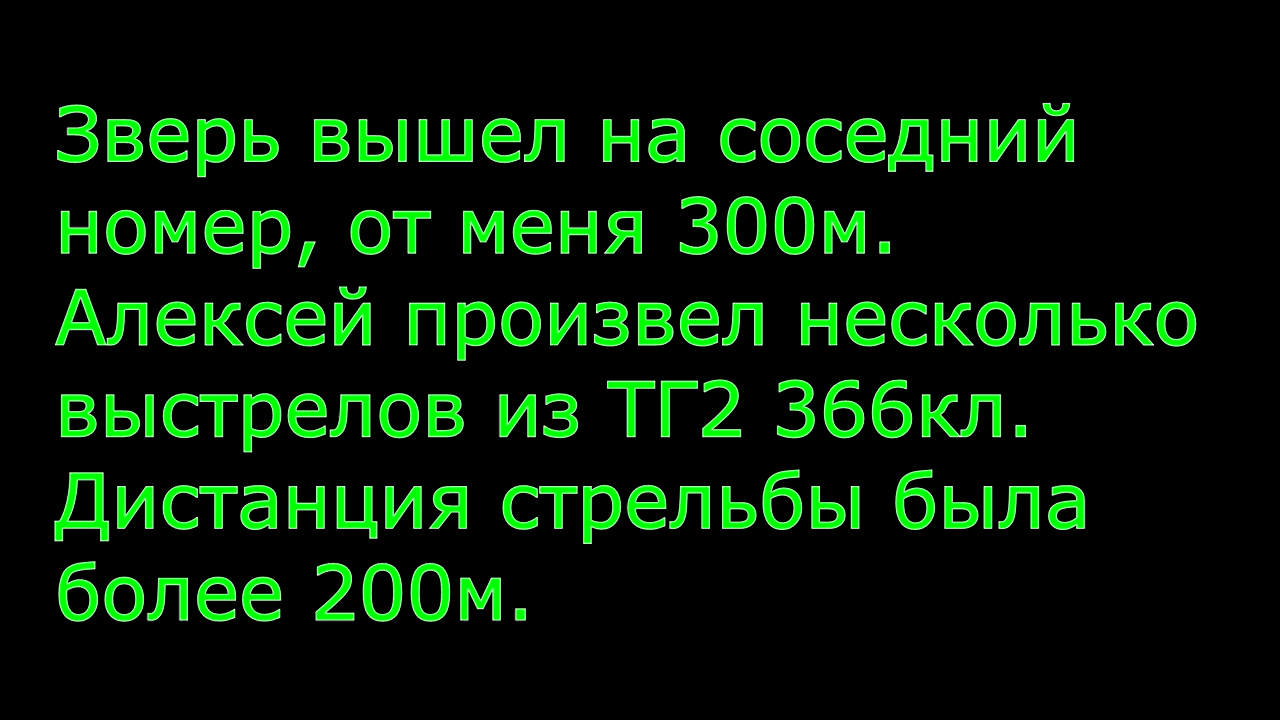 Зверь вышел на соседний
номер, от меня 300м.
Алексей произвел несколько
выстрелов из ТГ2 366кл.
Дистанция стрельбы была
более 200м.